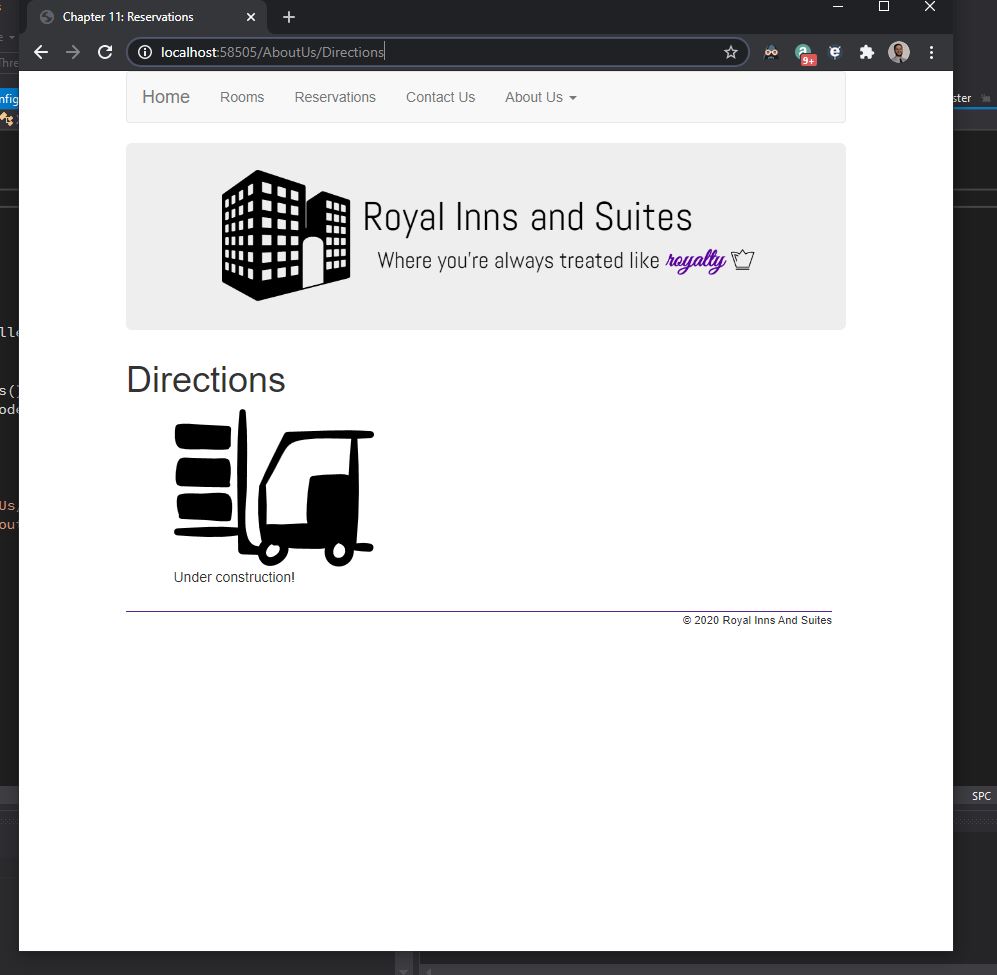 Chapter 11: Reservations
localhost:58505/AboutUs/Directions
9+
Home Rooms Reservations Contact Us About Us
Royal Inns and Suites
Where you're always treated like royalty
Directions
Under construction!
© 2020 Royal Inns And Suites
SPC